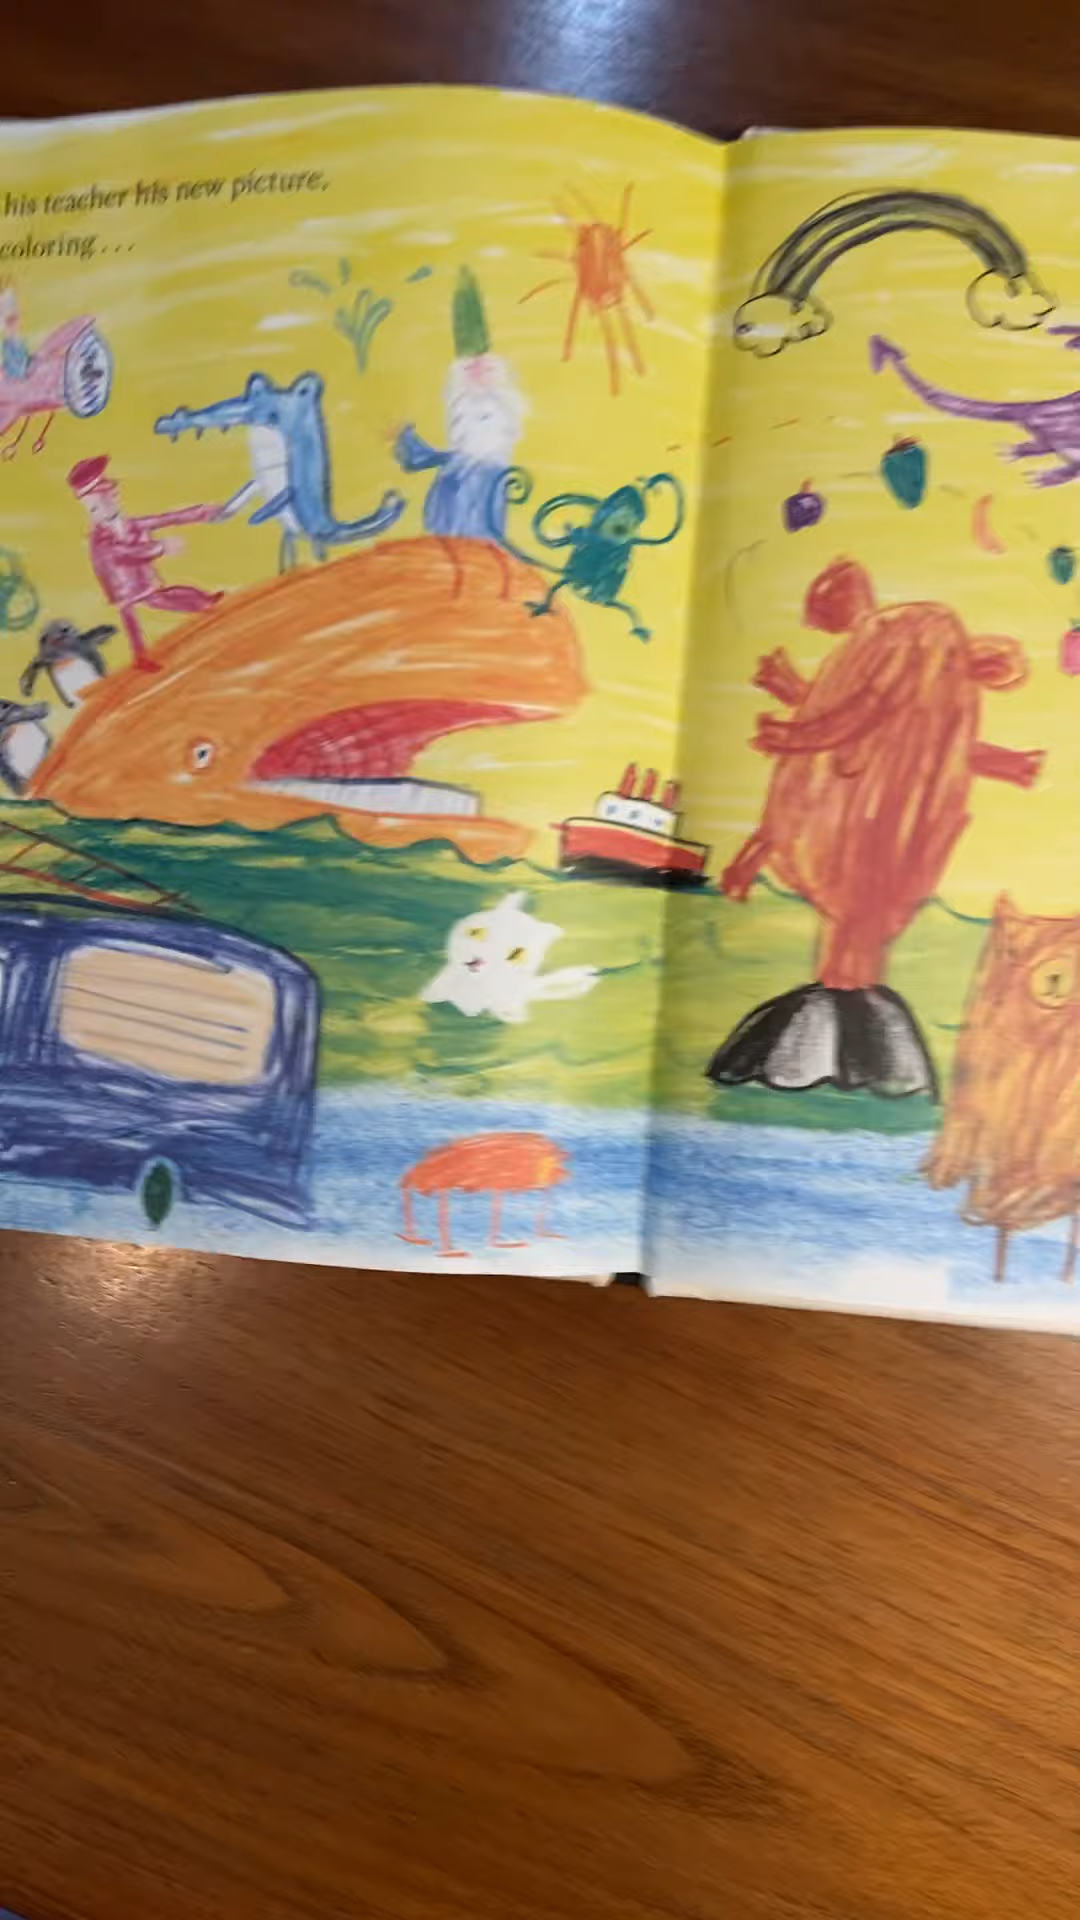 his teacher his new picture,
coloring . . .